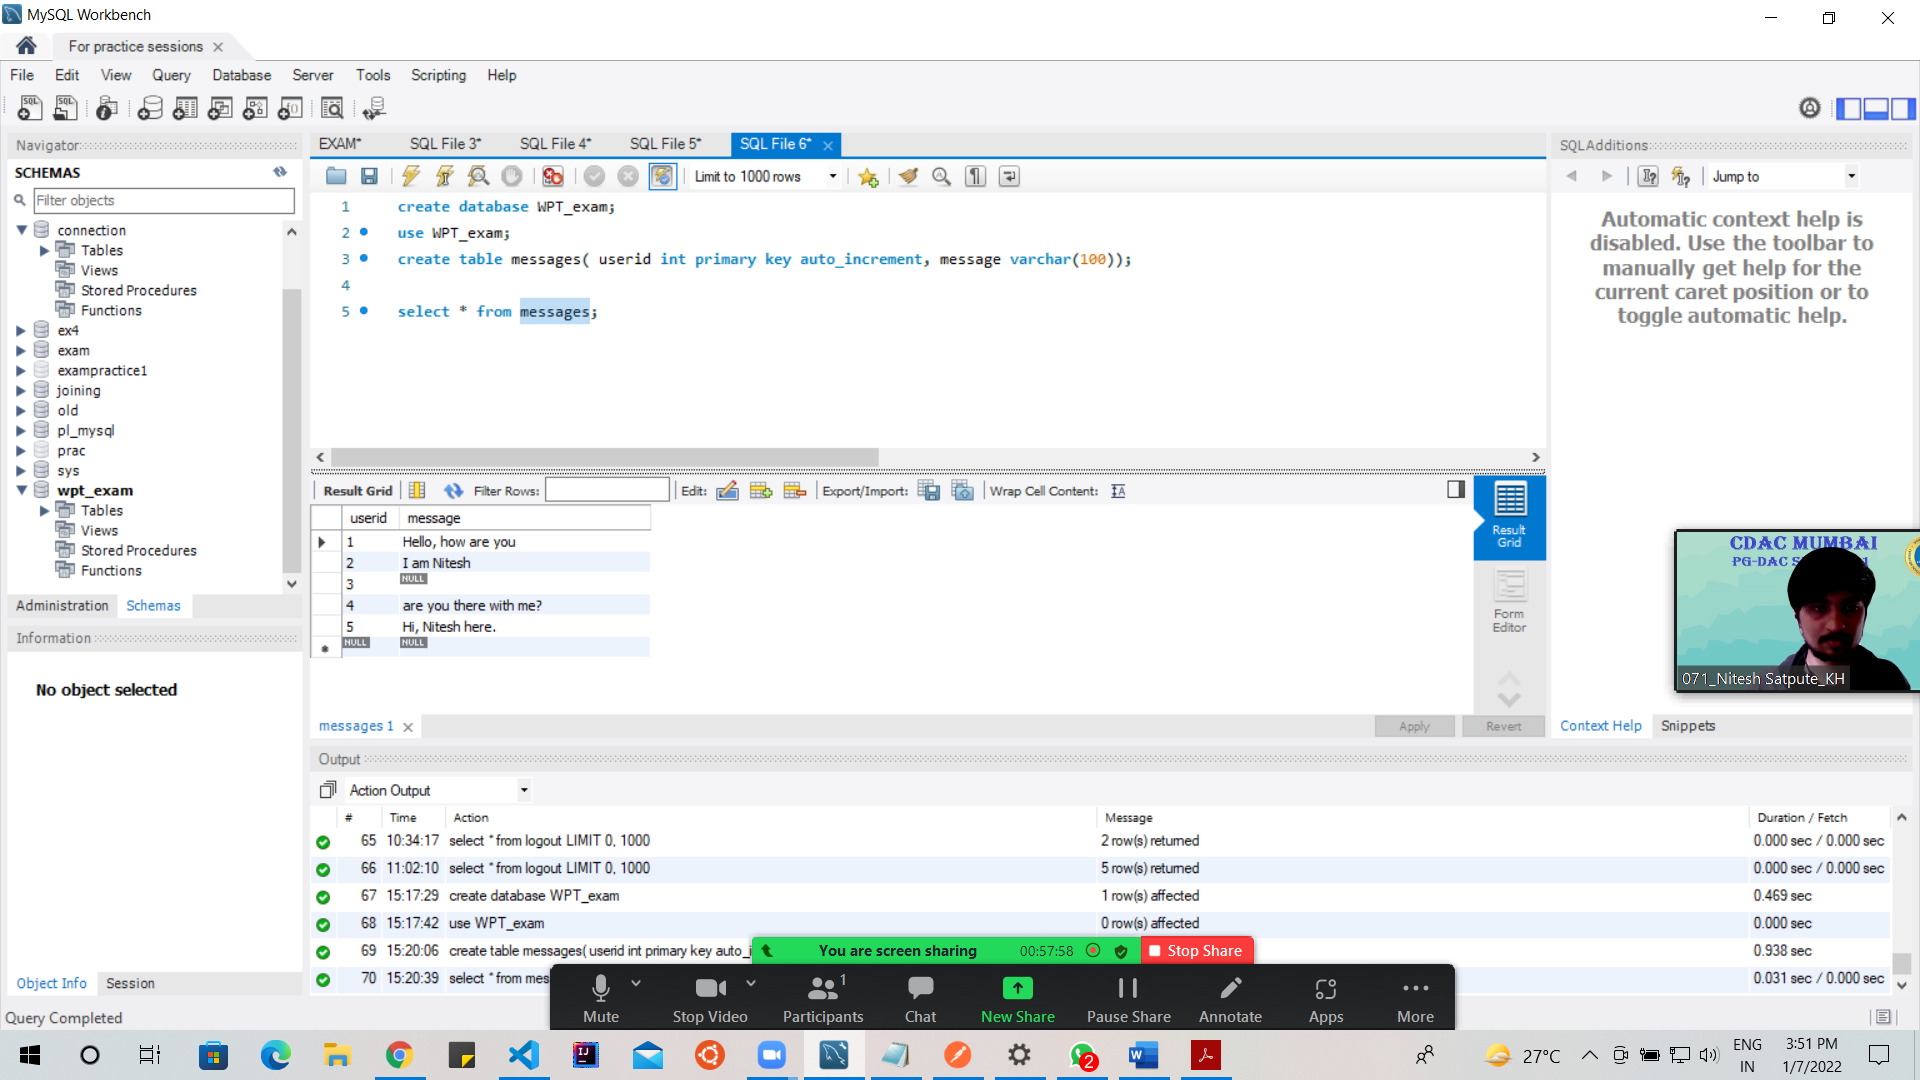 MySQL Workbench
For practice sessions
File Edit View Query Database Server Tools Scripting Help
Navigator
SCHEMAS
Filter objects
connection
Tables
Views
Stored Procedures
Functions
ex4
exam
exampractice1
joining
old
pl_mysql
prac
sys
wpt_exam
Tables
Views
Stored Procedures
Functions
Administration Schemas
Information
No object selected
Object Info Session
Query Completed
EXAM* SQL File 3* SQL File 4* SQL File 5* SQL File 6*
Limit to 1000 rows
1 create database WPT_exam;
2 use WPT_exam;
3 create table messages( userid int primary key auto_increment, message varchar(100));
4
5 select * from messages;
Result Grid Filter Rows: Edit: Export/Import: Wrap Cell Content:
userid message
1 Hello, how are you
2 I am Nitesh
3 NULL
4 are you there with me?
5 Hi, Nitesh here.
NULL NULL
Result Grid
Form Editor
messages 1
Apply Revert
SQLAdditions
Jump to
Automatic context help is
disabled. Use the toolbar to
manually get help for the
current caret position or to
toggle automatic help.
CDAC MUMBAI
071_Nitesh Satpute_KH
Context Help Snippets
Output
Action Output
# Time Action Message Duration / Fetch
65 10:34:17 select * from logout LIMIT 0, 1000 2 row(s) returned 0.000 sec / 0.000 sec
66 11:02:10 select * from logout LIMIT 0, 1000 5 row(s) returned 0.000 sec / 0.000 sec
67 15:17:29 create database WPT_exam 1 row(s) affected 0.469 sec
68 15:17:42 use WPT_exam 0 row(s) affected 0.000 sec
69 15:20:06 create table messages( userid int primary key auto_i 0.938 sec
70 15:20:39 select * from mes 0.031 sec / 0.000 sec
You are screen sharing 00:57:58 Stop Share
Mute Stop Video Participants 1 Chat New Share Pause Share Annotate Apps More
2
27°C
ENG
IN
3:51 PM
1/7/2022